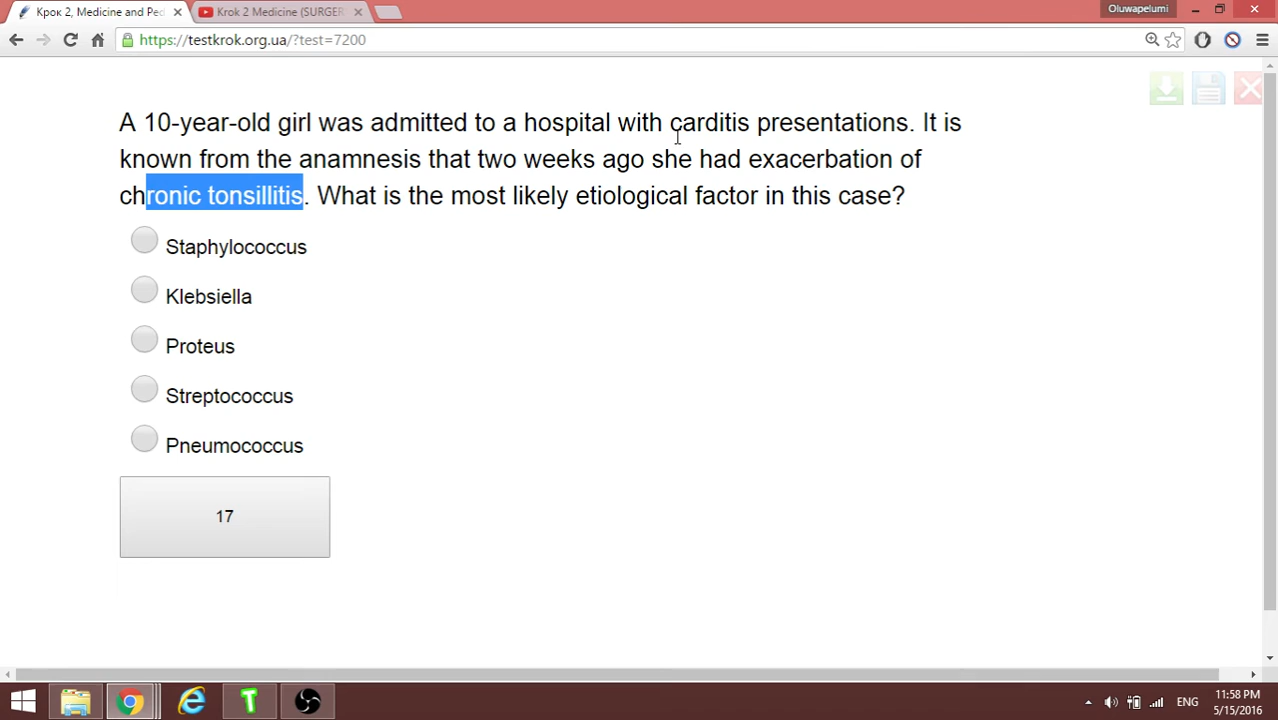 Крок 2, Medicine and Pec
Krok 2 Medicine (SURGER
Oluwapelumi
https://testkrok.org.ua/?test=7200
A 10-year-old girl was admitted to a hospital with carditis presentations. It is
known from the anamnesis that two weeks ago she had exacerbation of
chronic tonsillitis. What is the most likely etiological factor in this case?
Staphylococcus
Klebsiella
Proteus
Streptococcus
Pneumococcus
17
T
ENG
11:58 PM
5/15/2016